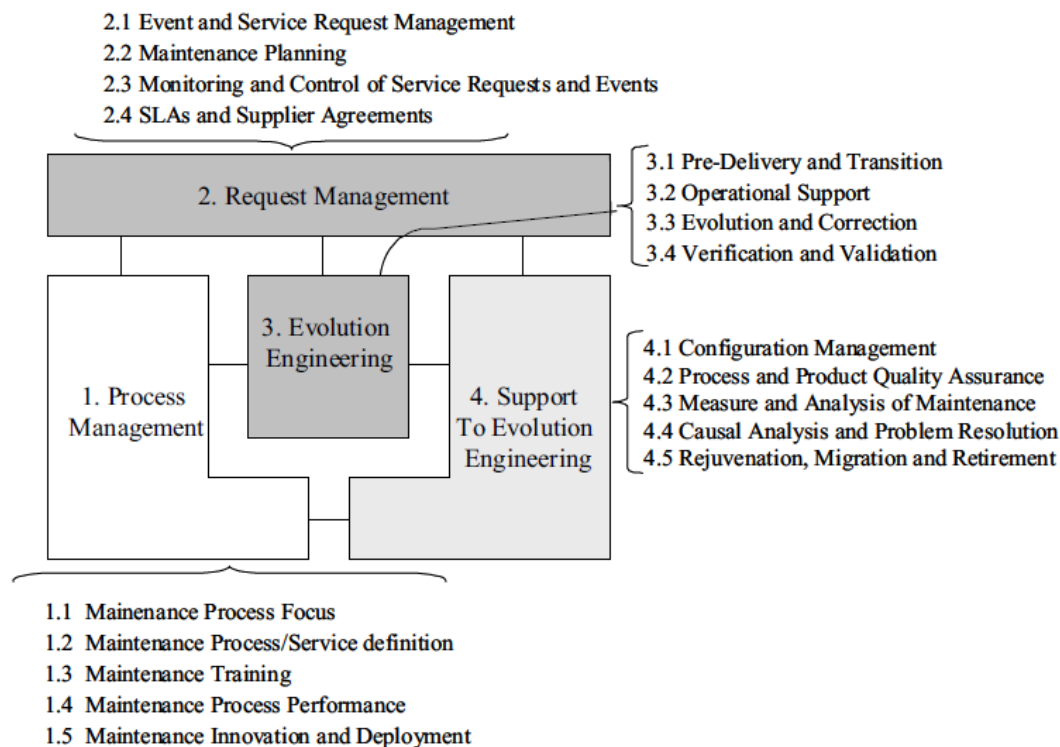 2.1 Event and Service Request Management
2.2 Maintenance Planning
2.3 Monitoring and Control of Service Requests and Events
2.4 SLAs and Supplier Agreements
2. Request Management
3.1 Pre-Delivery and Transition
3.2 Operational Support
3.3 Evolution and Correction
3.4 Verification and Validation
3. Evolution
Engineering
1. Process
Management
4. Support
To Evolution
Engineering
4.1 Configuration Management
4.2 Process and Product Quality Assurance
4.3 Measure and Analysis of Maintenance
4.4 Causal Analysis and Problem Resolution
4.5 Rejuvenation, Migration and Retirement
1.1 Mainenance Process Focus
1.2 Maintenance Process/Service definition
1.3 Maintenance Training
1.4 Maintenance Process Performance
1.5 Maintenance Innovation and Deployment